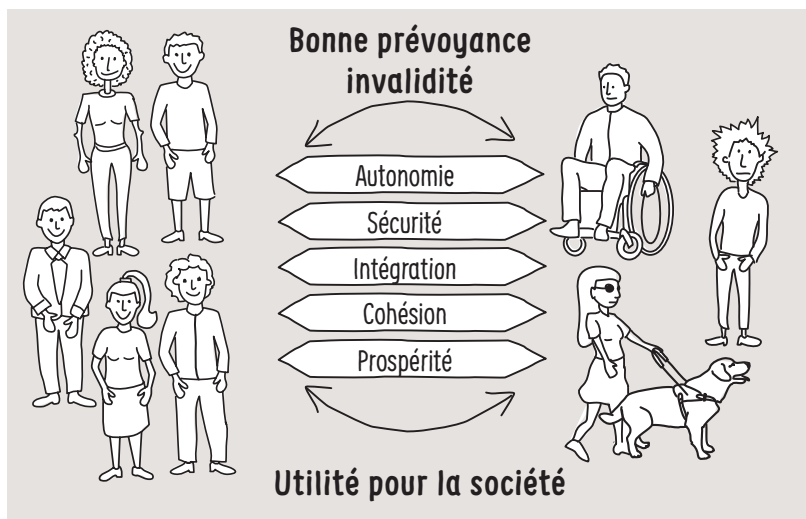 Bonne prévoyance
invalidité
Autonomie
Sécurité
Intégration
Cohésion
Prospérité
Utilité pour la société